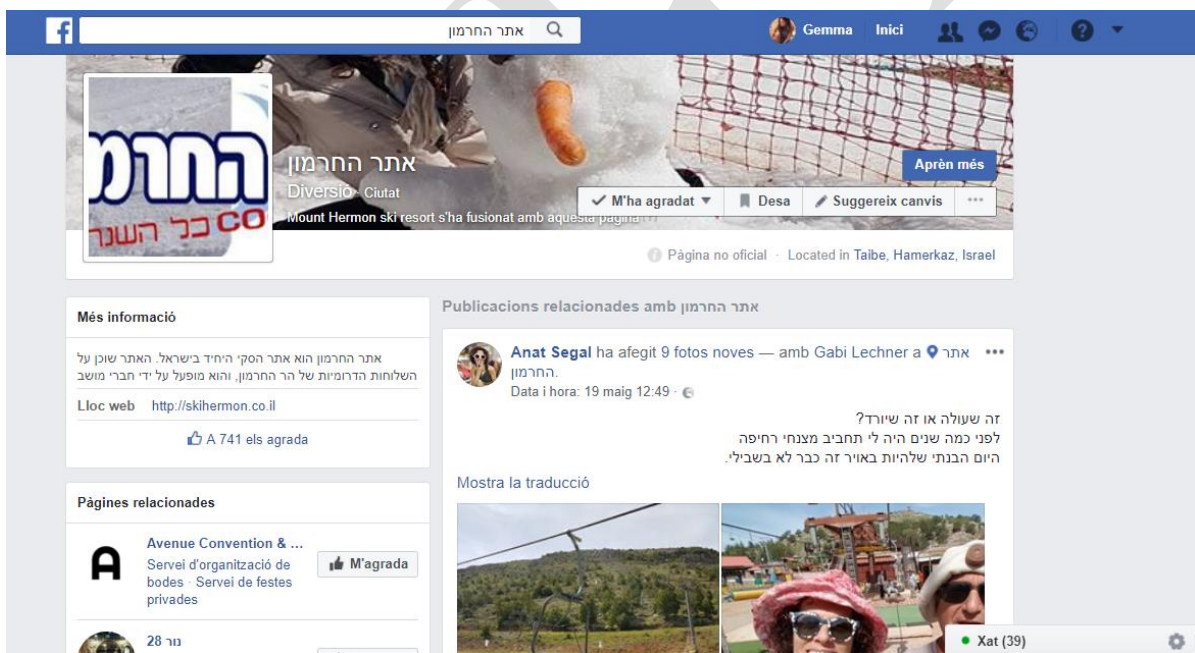 אתר החרמון
Gemma
Inici
החרמ
CO כל השנה
אתר החרמון
Diversió · Ciutat
Mount Hermon ski resort s'ha fusionat amb aquesta pàgina
Aprèn més
M'ha agradat
Desa
Suggereix canvis
Pàgina no oficial · Located in Taibe, Hamerkaz, Israel
Més informació
אתר החרמון הוא אתר הסקי היחיד בישראל. האתר שוכן על
השלוחות הדרומיות של הר החרמון, והוא מופעל על ידי חברי מושב
Lloc web http://skihermon.co.il
A 741 els agrada
Pàgines relacionades
Avenue Convention & ...
Servei d'organització de
bodes · Servei de festes
privades
M'agrada
נור 28
Publicacions relacionades amb אתר החרמון
Anat Segal ha afegit 9 fotos noves — amb Gabi Lechner a אתר
החרמון.
Data i hora: 19 maig 12:49 ·
זה שעולה או זה שיורד?
לפני כמה שנים היה לי תחביב מצנחי רחיפה
היום הבנתי שלהיות באויר זה כבר לא בשבילי.
Mostra la traducció
Xat (39)